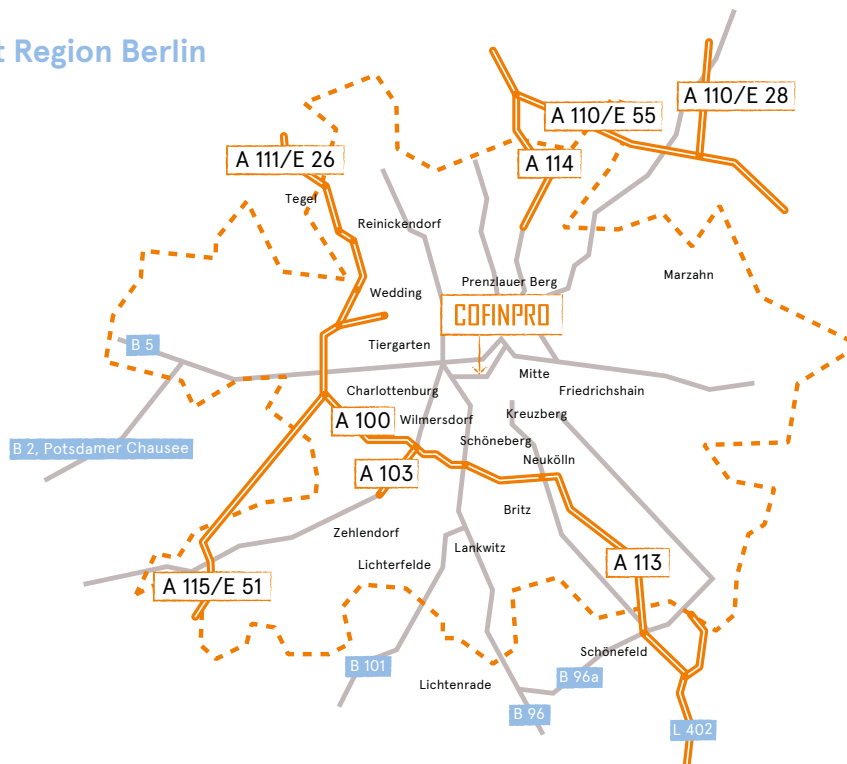 t Region Berlin
A 110/E 28
A 110/E 55
A 111/E 26
A 114
Tegel
Reinickendorf
Marzahn
Prenzlauer Berg
Wedding
COFINPRO
B 5
Tiergarten
Mitte
Charlottenburg
Friedrichshain
Kreuzberg
A 100
Wilmersdorf
Schöneberg
B 2, Potsdamer Chausee
Neukölln
A 103
Britz
Zehlendorf
Lankwitz
Lichterfelde
A 113
A 115/E 51
Schönefeld
B 101
B 96a
Lichtenrade
B 96
L 402